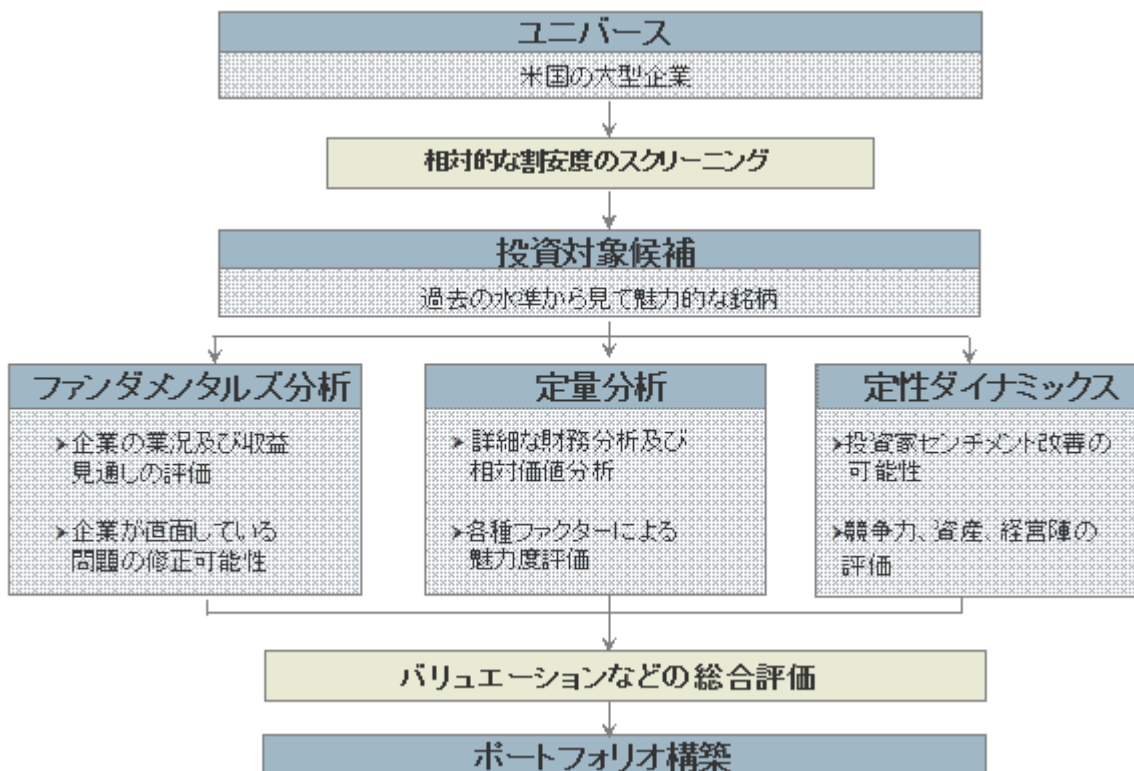 ユニバース
米国の大型企業
相対的な割安度のスクリーニング
投資対象候補
過去の水準から見て魅力的な銘柄
ファンダメンタルズ分析
➤企業の業況及び収益
見通しの評価
➤企業が直面している
問題の修正可能性
定量分析
➤詳細な財務分析及び
相対価値分析
➤各種ファクターによる
魅力度評価
定性ダイナミックス
➤投資家センチメント改善の
可能性
➤競争力、資産、経営陣の
評価
バリュエーションなどの総合評価
ポートフォリオ構築